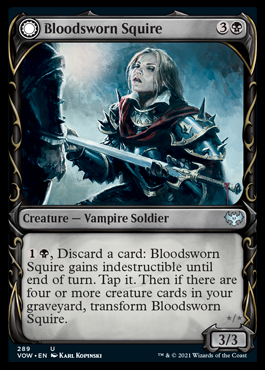 Bloodsworn Squire 3
Creature — Vampire Soldier
1 , Discard a card: Bloodsworn
Squire gains indestructible until
end of turn. Tap it. Then if there are
four or more creature cards in your
graveyard, transform Bloodsworn
Squire.
*/*
3/3
289 U
VOW • EN Karl Kopinski
™ & © 2021 Wizards of the Coast